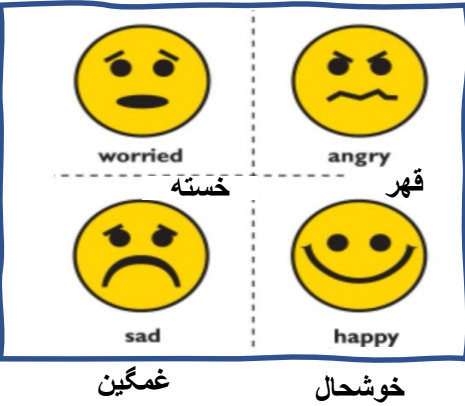 worried
angry
خسته
قهر
sad
happy
غمگین
خوشحال